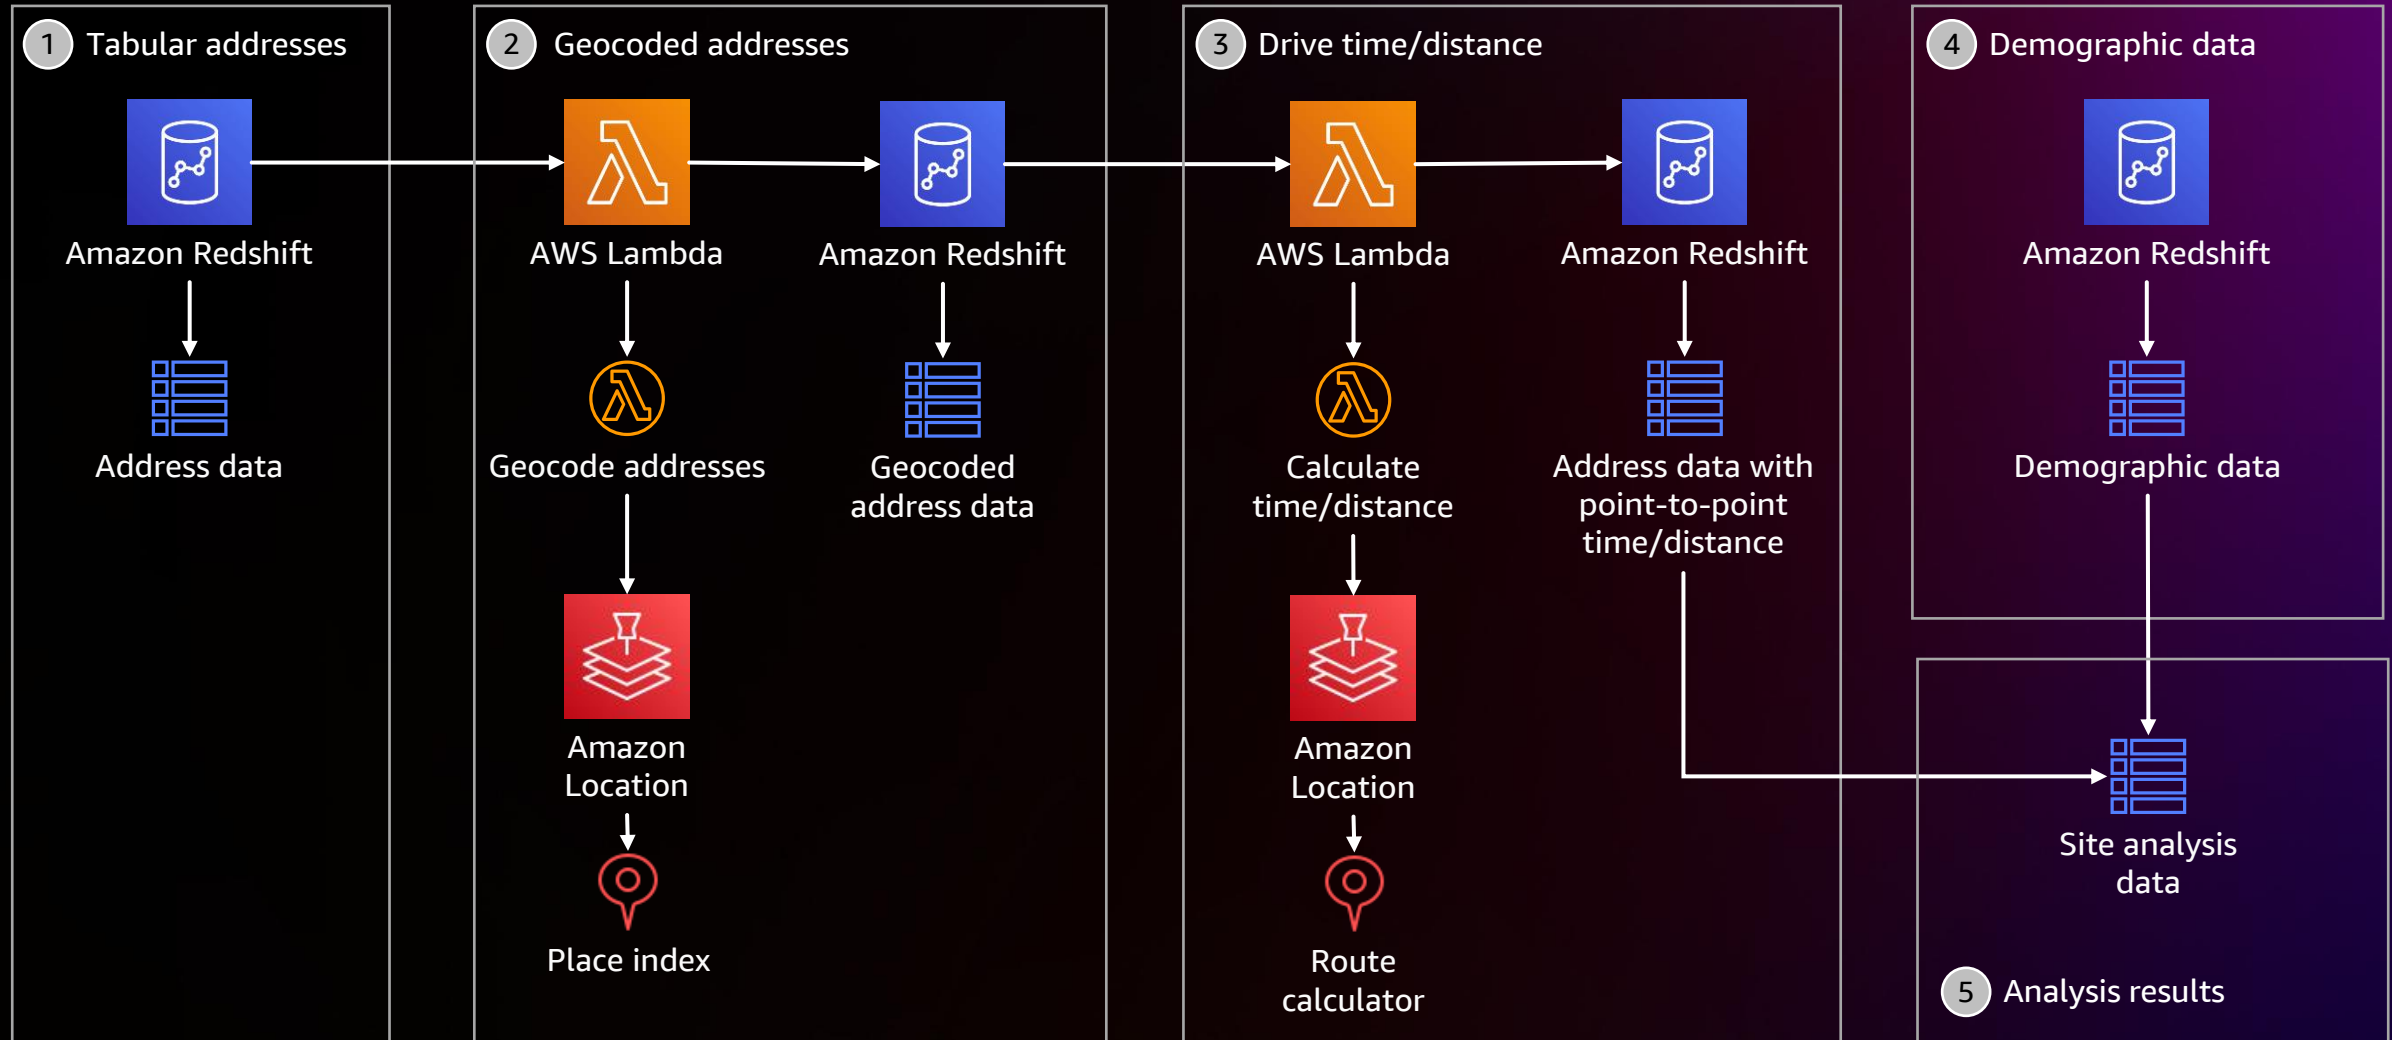 1 Tabular addresses
Amazon Redshift
Address data
2 Geocoded addresses
AWS Lambda
Amazon Redshift
Geocode addresses
Geocoded
address data
Amazon
Location
Place index
3 Drive time/distance
AWS Lambda
Amazon Redshift
Calculate
time/distance
Address data with
point-to-point
time/distance
Amazon
Location
Route
calculator
4 Demographic data
Amazon Redshift
Demographic data
Site analysis
data
5 Analysis results